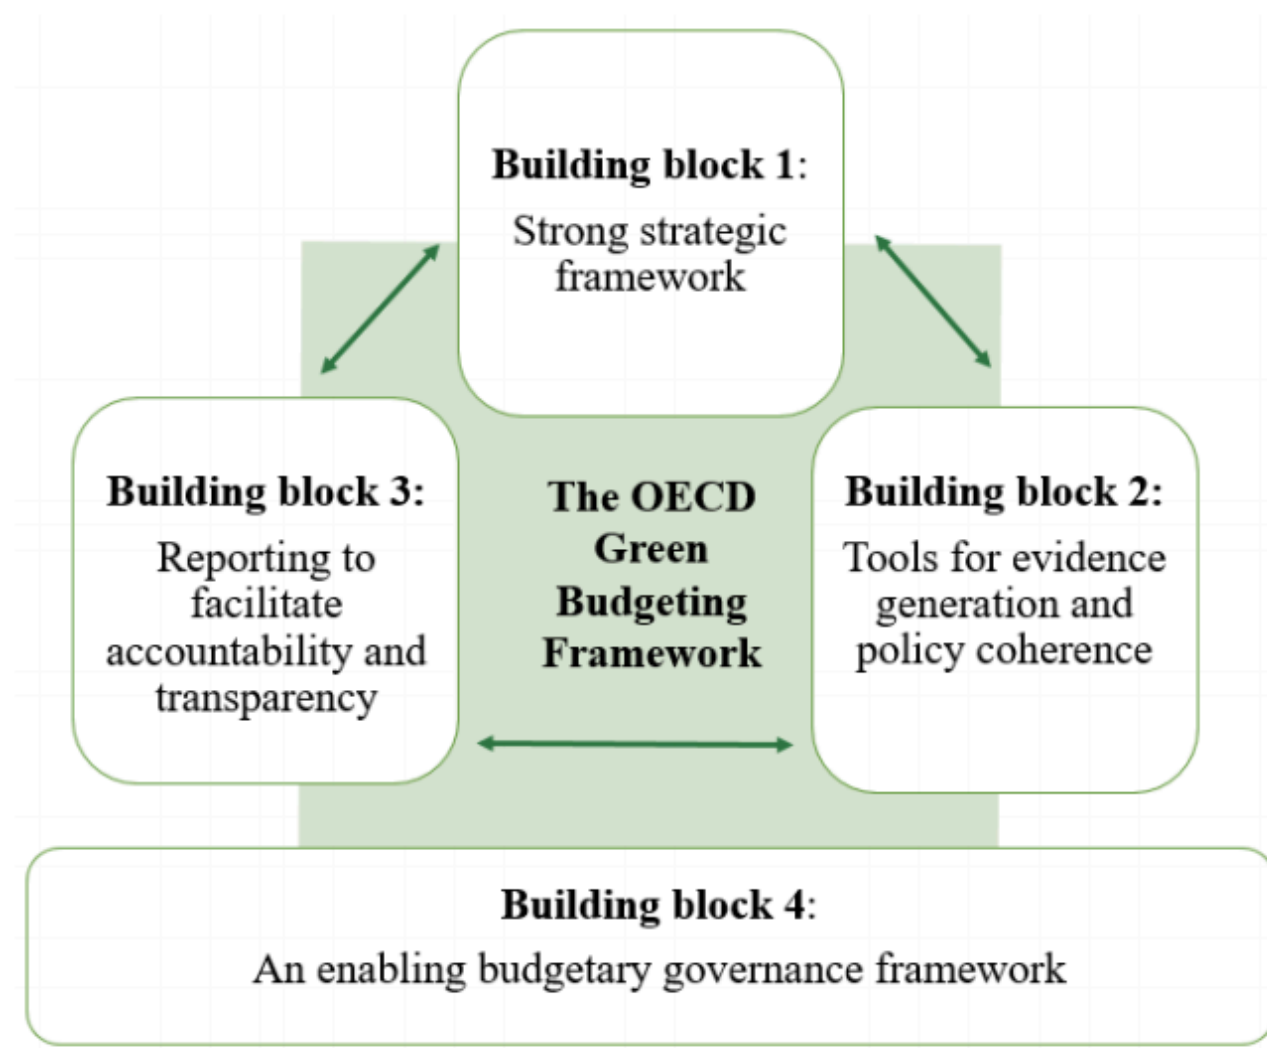 Building block 1:
Strong strategic
framework
Building block 3:
Reporting to
facilitate
accountability and
transparency
The OECD
Green
Budgeting
Framework
Building block 2:
Tools for evidence
generation and
policy coherence
Building block 4:
An enabling budgetary governance framework